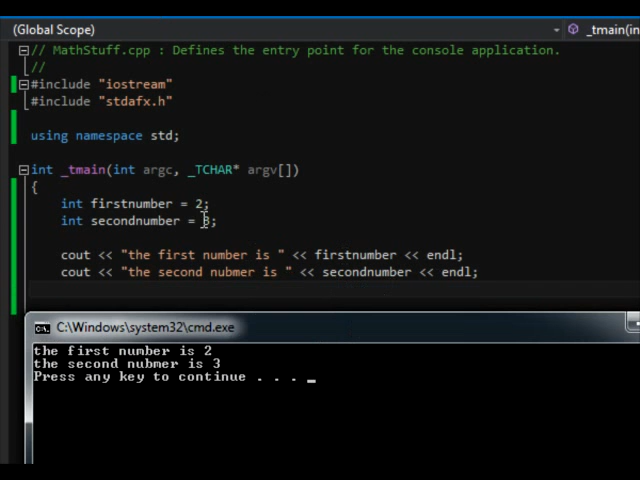 (Global Scope)
_tmain(in
// MathStuff.cpp : Defines the entry point for the console application.
//
#include "iostream"
#include "stdafx.h"
using namespace std;
int _tmain(int argc, _TCHAR* argv[])
{
int firstnumber = 2;
int secondnumber = 3;
cout << "the first number is " << firstnumber << endl;
cout << "the second nubmer is " << secondnumber << endl;
C:\Windows\system32\cmd.exe
the first number is 2
the second nubmer is 3
Press any key to continue . . . _